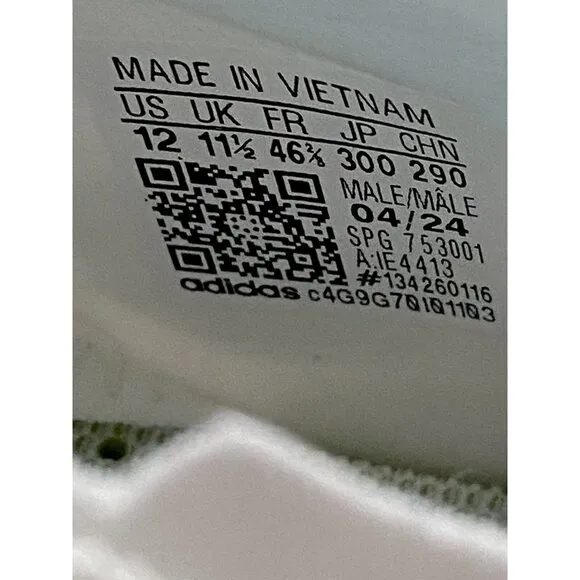 MADE IN VIETNAM
US UK FR JP CHN
12 11½ 46⅔ 300 290
MALE/MÂLE
04/24
SPG 753001
A:IE4413
#134260116
adidas c4G9G70I01103